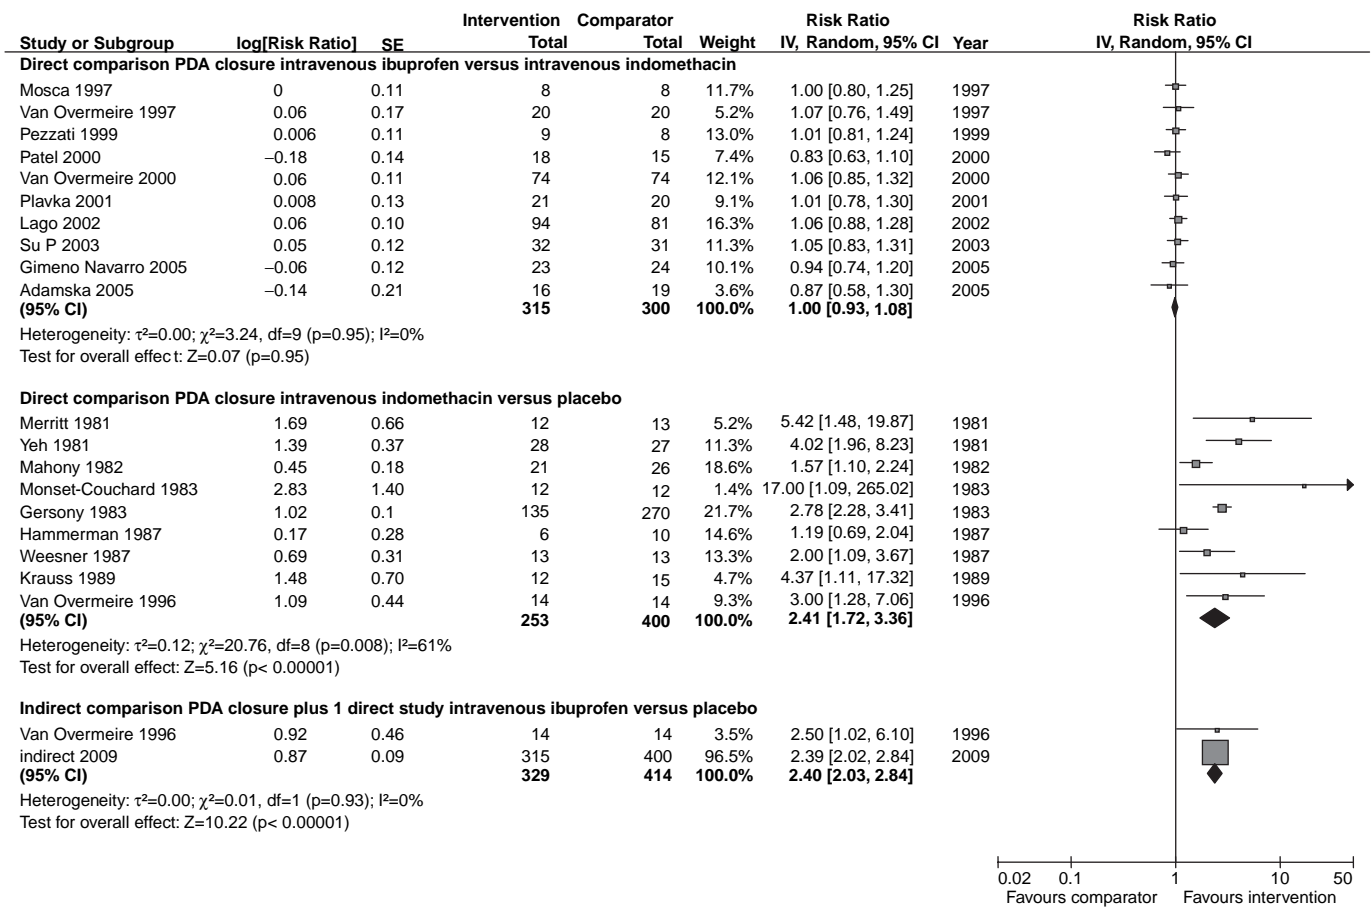 Intervention Comparator Risk Ratio Risk Ratio
Study or Subgroup log[Risk Ratio] SE Total Total Weight IV, Random, 95% CI Year IV, Random, 95% CI
Direct comparison PDA closure intravenous ibuprofen versus intravenous indomethacin
Mosca 1997 0 0.11 8 8 11.7% 1.00 [0.80, 1.25] 1997
Van Overmeire 1997 0.06 0.17 20 20 5.2% 1.07 [0.76, 1.49] 1997
Pezzati 1999 0.006 0.11 9 8 13.0% 1.01 [0.81, 1.24] 1999
Patel 2000 −0.18 0.14 18 15 7.4% 0.83 [0.63, 1.10] 2000
Van Overmeire 2000 0.06 0.11 74 74 12.1% 1.06 [0.85, 1.32] 2000
Plavka 2001 0.008 0.13 21 20 9.1% 1.01 [0.78, 1.30] 2001
Lago 2002 0.06 0.10 94 81 16.3% 1.06 [0.88, 1.28] 2002
Su P 2003 0.05 0.12 32 31 11.3% 1.05 [0.83, 1.31] 2003
Gimeno Navarro 2005 −0.06 0.12 23 24 10.1% 0.94 [0.74, 1.20] 2005
Adamska 2005 −0.14 0.21 16 19 3.6% 0.87 [0.58, 1.30] 2005
(95% CI) 315 300 100.0% 1.00 [0.93, 1.08]
Heterogeneity: τ²=0.00; χ²=3.24, df=9 (p=0.95); I²=0%
Test for overall effect: Z=0.07 (p=0.95)
Direct comparison PDA closure intravenous indomethacin versus placebo
Merritt 1981 1.69 0.66 12 13 5.2% 5.42 [1.48, 19.87] 1981
Yeh 1981 1.39 0.37 28 27 11.3% 4.02 [1.96, 8.23] 1981
Mahony 1982 0.45 0.18 21 26 18.6% 1.57 [1.10, 2.24] 1982
Monset-Couchard 1983 2.83 1.40 12 12 1.4% 17.00 [1.09, 265.02] 1983
Gersony 1983 1.02 0.1 135 270 21.7% 2.78 [2.28, 3.41] 1983
Hammerman 1987 0.17 0.28 6 10 14.6% 1.19 [0.69, 2.04] 1987
Weesner 1987 0.69 0.31 13 13 13.3% 2.00 [1.09, 3.67] 1987
Krauss 1989 1.48 0.70 12 15 4.7% 4.37 [1.11, 17.32] 1989
Van Overmeire 1996 1.09 0.44 14 14 9.3% 3.00 [1.28, 7.06] 1996
(95% CI) 253 400 100.0% 2.41 [1.72, 3.36]
Heterogeneity: τ²=0.12; χ²=20.76, df=8 (p=0.008); I²=61%
Test for overall effect: Z=5.16 (p< 0.00001)
Indirect comparison PDA closure plus 1 direct study intravenous ibuprofen versus placebo
Van Overmeire 1996 0.92 0.46 14 14 3.5% 2.50 [1.02, 6.10] 1996
indirect 2009 0.87 0.09 315 400 96.5% 2.39 [2.02, 2.84] 2009
(95% CI) 329 414 100.0% 2.40 [2.03, 2.84]
Heterogeneity: τ²=0.00; χ²=0.01, df=1 (p=0.93); I²=0%
Test for overall effect: Z=10.22 (p< 0.00001)
0.02 0.1 1 10 50
Favours comparator Favours intervention